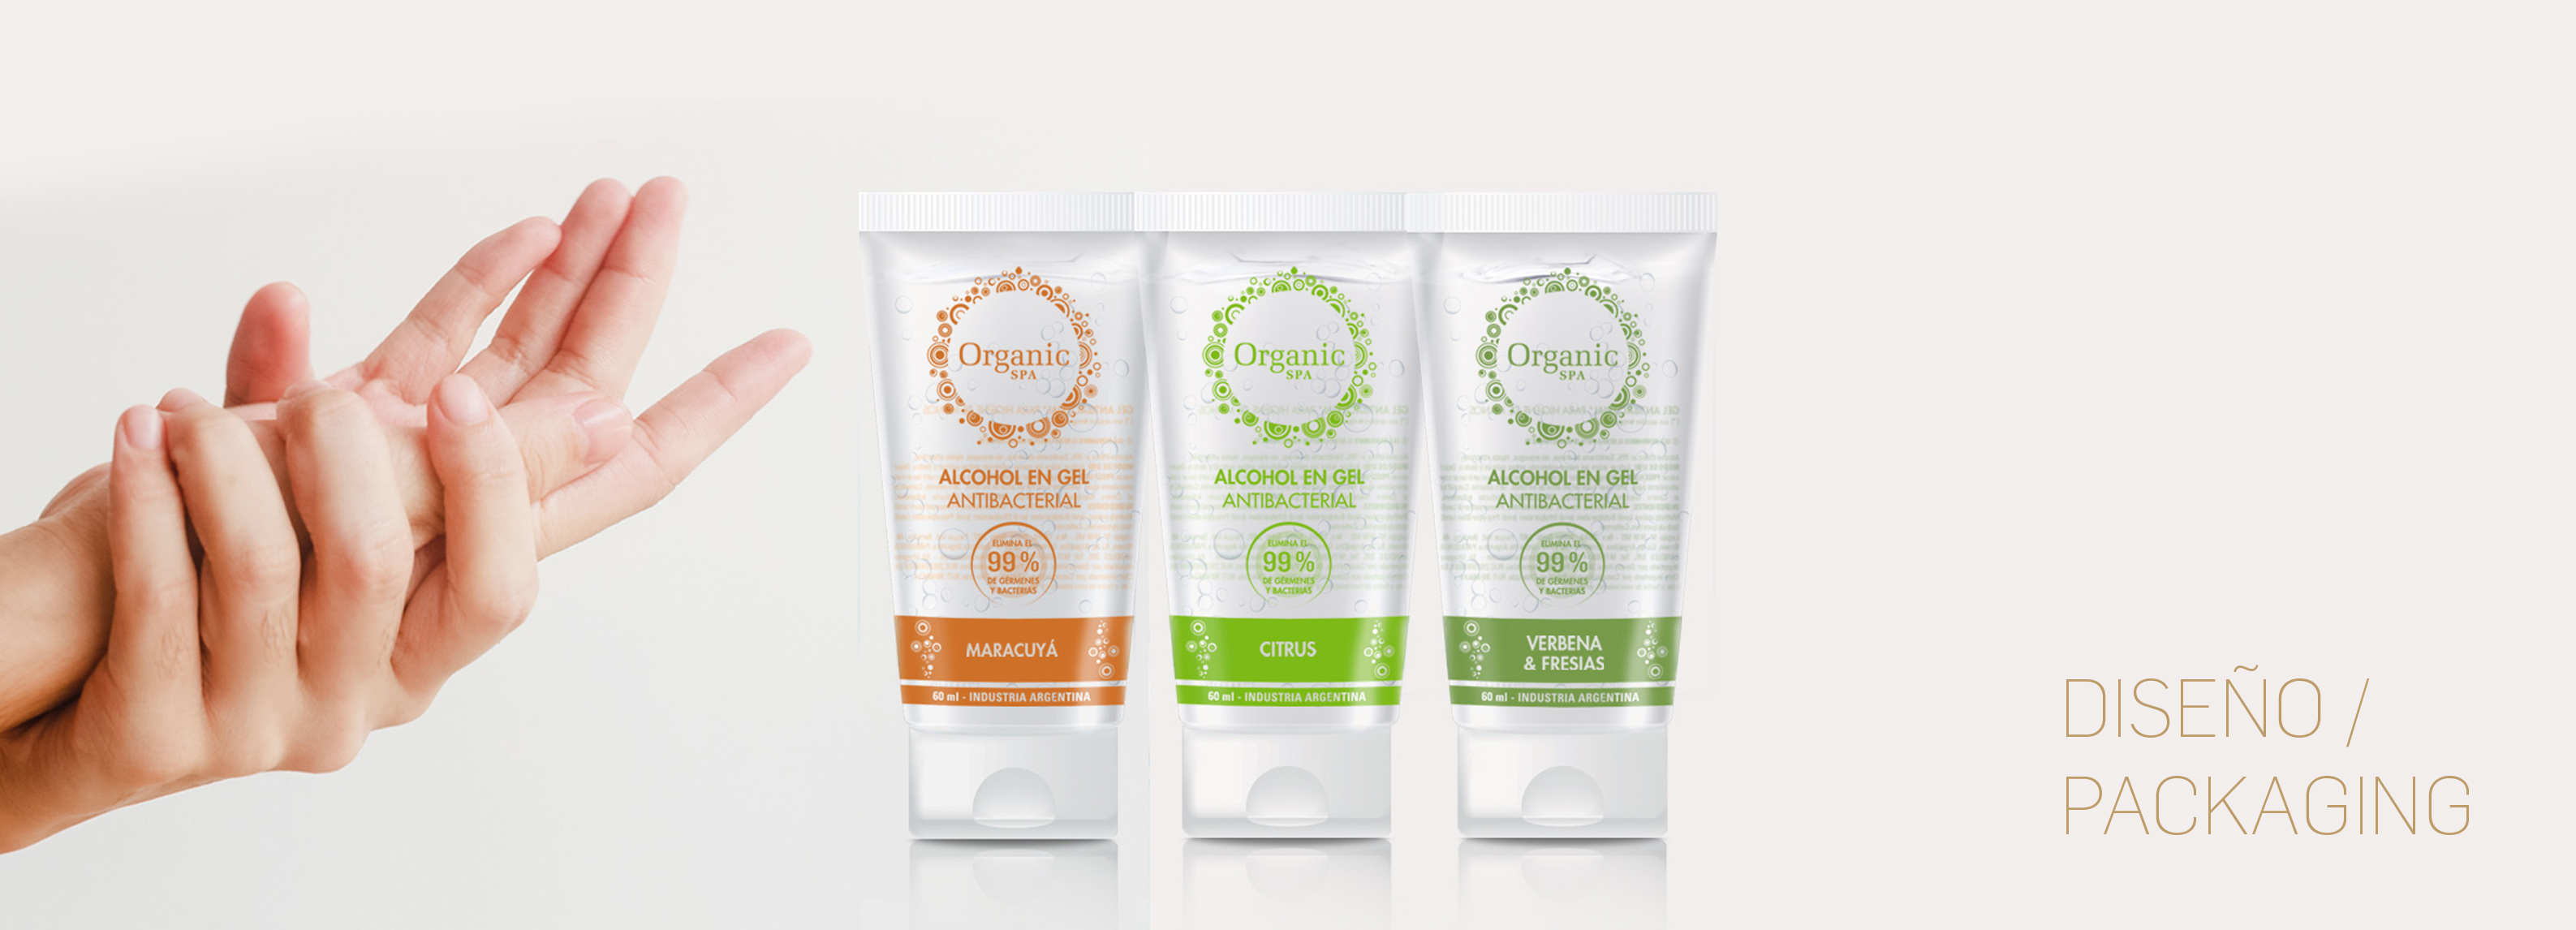 Organic
SPA
ALCOHOL EN GEL
ANTIBACTERIAL
ELIMINA EL
99 %
DE GÉRMENES
Y BACTERIAS
MARACUYÁ
60 ml - INDUSTRIA ARGENTINA
Organic
SPA
ALCOHOL EN GEL
ANTIBACTERIAL
ELIMINA EL
99 %
DE GÉRMENES
Y BACTERIAS
CITRUS
60 ml - INDUSTRIA ARGENTINA
Organic
SPA
ALCOHOL EN GEL
ANTIBACTERIAL
ELIMINA EL
99 %
DE GÉRMENES
Y BACTERIAS
VERBENA
& FRESIAS
60 ml - INDUSTRIA ARGENTINA
DISEÑO /
PACKAGING